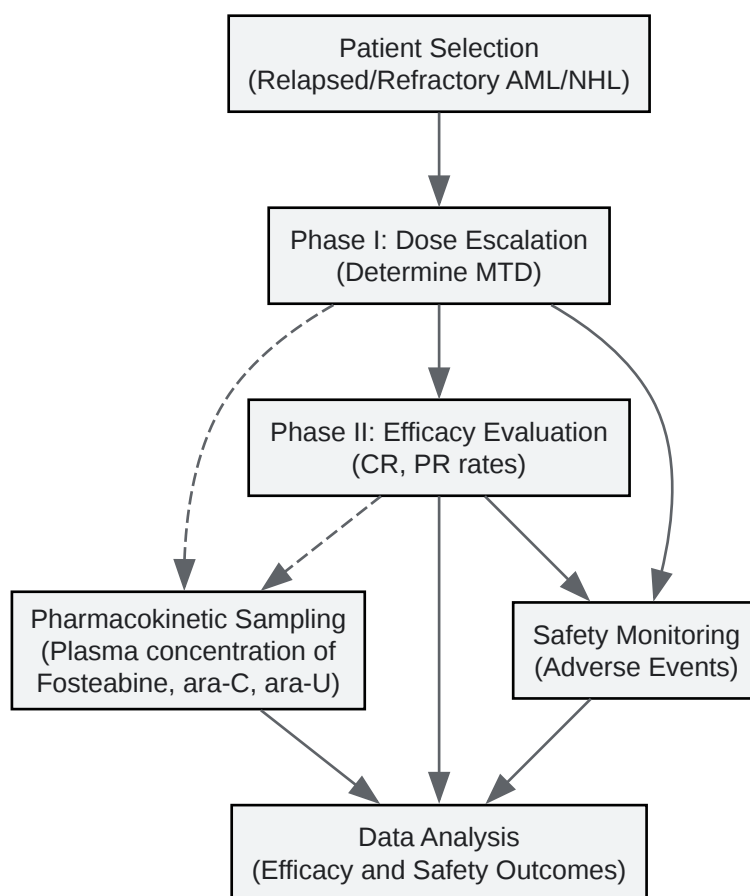 Patient Selection
(Relapsed/Refractory AML/NHL)
Phase I: Dose Escalation
(Determine MTD)
Phase II: Efficacy Evaluation
(CR, PR rates)
Pharmacokinetic Sampling
(Plasma concentration of
Fosteabine, ara-C, ara-U)
Safety Monitoring
(Adverse Events)
Data Analysis
(Efficacy and Safety Outcomes)